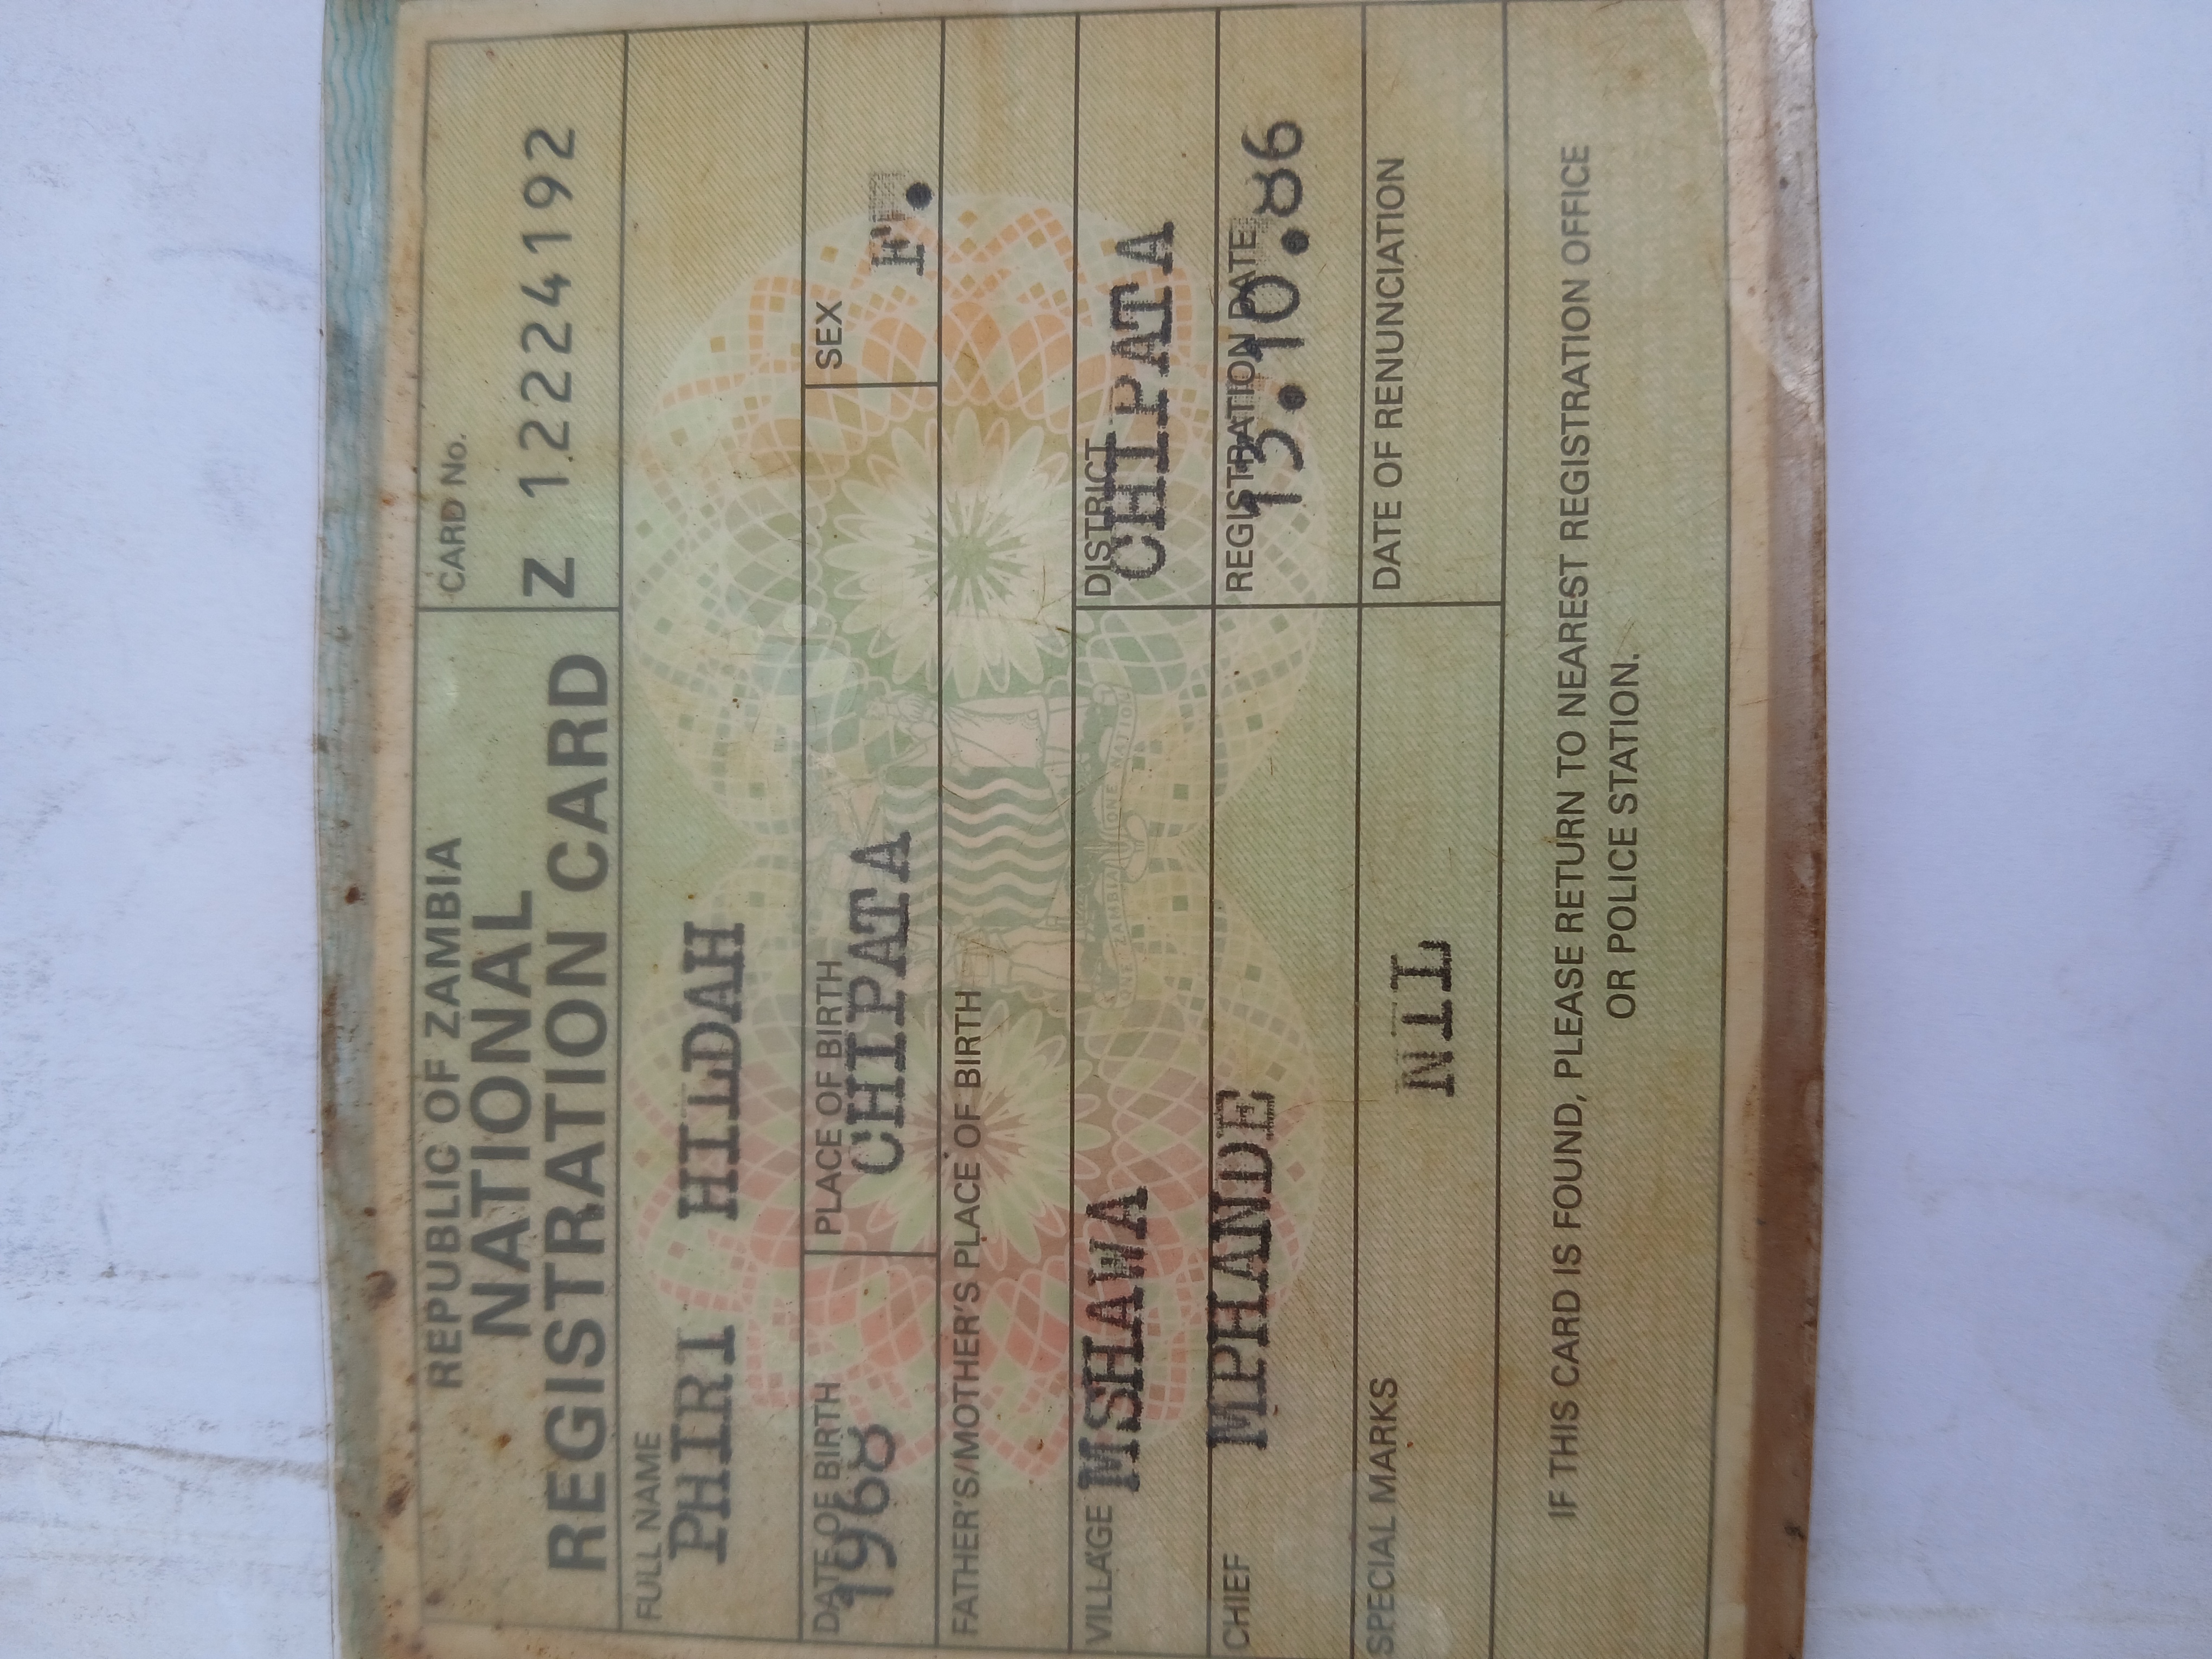 REPUBLIC OF ZAMBIA
NATIONAL
REGISTRATION CARD
CARD No.
Z 12224192
FULL NAME
PHIRI HILDAH
DATE OF BIRTH
1968
PLACE OF BIRTH
CHIPATA
SEX
F.
FATHER'S/MOTHER'S PLACE OF BIRTH
VILLAGE MSHAWA
DISTRICT
CHIPATA
CHIEF MPHANDE
REGISTRATION DATE
13.10.86
SPECIAL MARKS
NIL
DATE OF RENUNCIATION
ONE ZAMBIA ONE NATION
IF THIS CARD IS FOUND, PLEASE RETURN TO NEAREST REGISTRATION OFFICE
OR POLICE STATION.